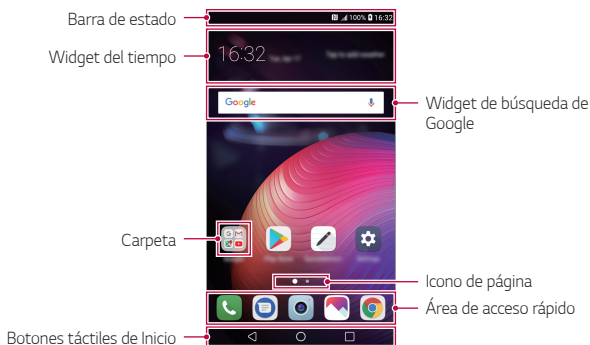 Barra de estado
100% 16:32
Widget del tiempo
16:32
Google
Widget de búsqueda de
Google
Carpeta
Icono de página
Área de acceso rápido
Botones táctiles de Inicio